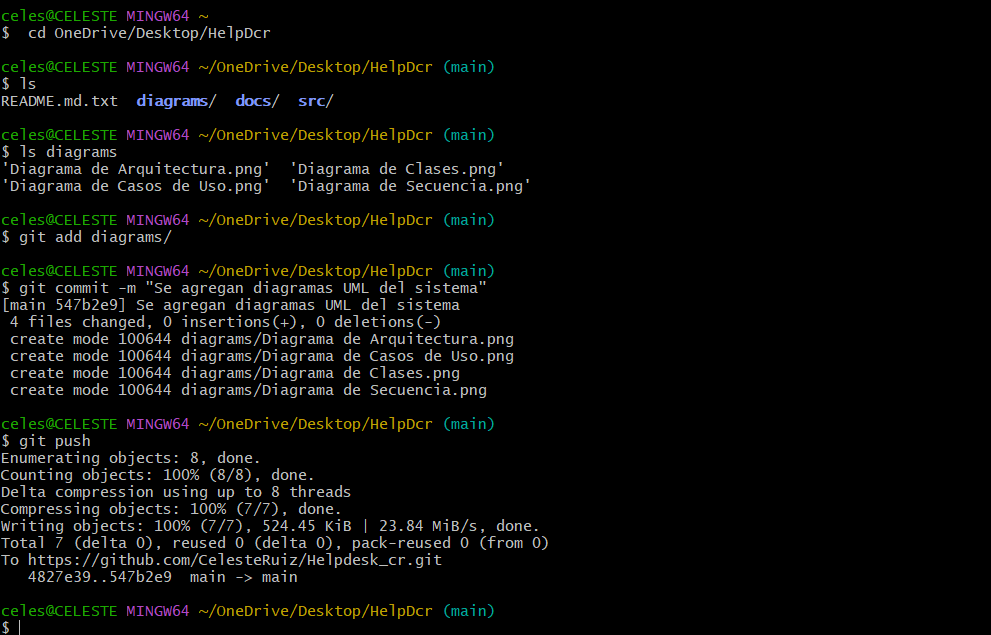 celes@CELESTE MINGW64 ~
$  cd OneDrive/Desktop/HelpDcr
celes@CELESTE MINGW64 ~/OneDrive/Desktop/HelpDcr (main)
$ ls
README.md.txt  diagrams/  docs/  src/
celes@CELESTE MINGW64 ~/OneDrive/Desktop/HelpDcr (main)
$ ls diagrams
'Diagrama de Arquitectura.png'  'Diagrama de Clases.png'
'Diagrama de Casos de Uso.png'  'Diagrama de Secuencia.png'
celes@CELESTE MINGW64 ~/OneDrive/Desktop/HelpDcr (main)
$ git add diagrams/
celes@CELESTE MINGW64 ~/OneDrive/Desktop/HelpDcr (main)
$ git commit -m "Se agregan diagramas UML del sistema"
[main 547b2e9] Se agregan diagramas UML del sistema
 4 files changed, 0 insertions(+), 0 deletions(-)
 create mode 100644 diagrams/Diagrama de Arquitectura.png
 create mode 100644 diagrams/Diagrama de Casos de Uso.png
 create mode 100644 diagrams/Diagrama de Clases.png
 create mode 100644 diagrams/Diagrama de Secuencia.png
celes@CELESTE MINGW64 ~/OneDrive/Desktop/HelpDcr (main)
$ git push
Enumerating objects: 8, done.
Counting objects: 100% (8/8), done.
Delta compression using up to 8 threads
Compressing objects: 100% (7/7), done.
Writing objects: 100% (7/7), 524.45 KiB | 23.84 MiB/s, done.
Total 7 (delta 0), reused 0 (delta 0), pack-reused 0 (from 0)
To https://github.com/CelesteRuiz/Helpdesk_cr.git
   4827e39..547b2e9  main -> main
celes@CELESTE MINGW64 ~/OneDrive/Desktop/HelpDcr (main)
$